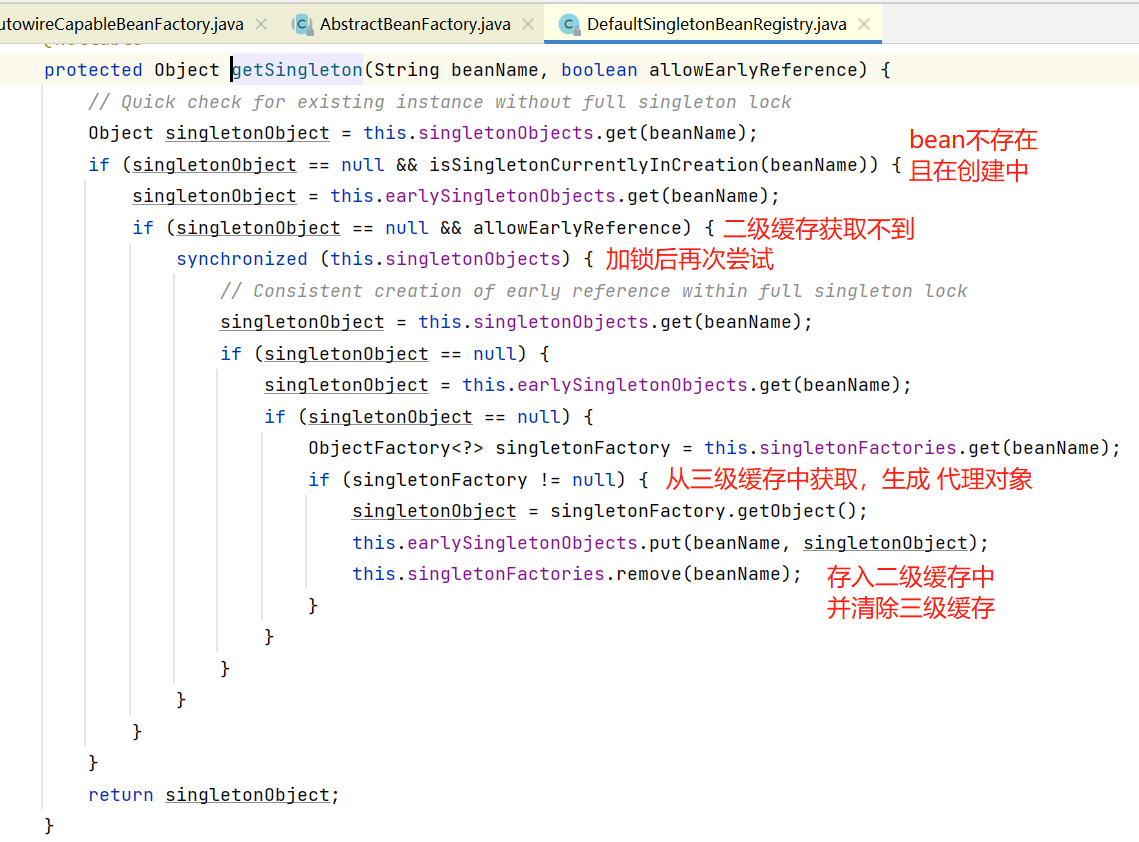 utowireCapableBeanFactory.java × AbstractBeanFactory.java × DefaultSingletonBeanRegistry.java ×
protected Object getSingleton(String beanName, boolean allowEarlyReference) {
// Quick check for existing instance without full singleton lock
Object singletonObject = this.singletonObjects.get(beanName);
if (singletonObject == null && isSingletonCurrentlyInCreation(beanName)) {
bean不存在
且在创建中
singletonObject = this.earlySingletonObjects.get(beanName);
if (singletonObject == null && allowEarlyReference) { 二级缓存获取不到
synchronized (this.singletonObjects) { 加锁后再次尝试
// Consistent creation of early reference within full singleton lock
singletonObject = this.singletonObjects.get(beanName);
if (singletonObject == null) {
singletonObject = this.earlySingletonObjects.get(beanName);
if (singletonObject == null) {
ObjectFactory<?> singletonFactory = this.singletonFactories.get(beanName);
if (singletonFactory != null) { 从三级缓存中获取，生成 代理对象
singletonObject = singletonFactory.getObject();
this.earlySingletonObjects.put(beanName, singletonObject);
this.singletonFactories.remove(beanName);
存入二级缓存中
并清除三级缓存
}
}
}
}
}
}
return singletonObject;
}